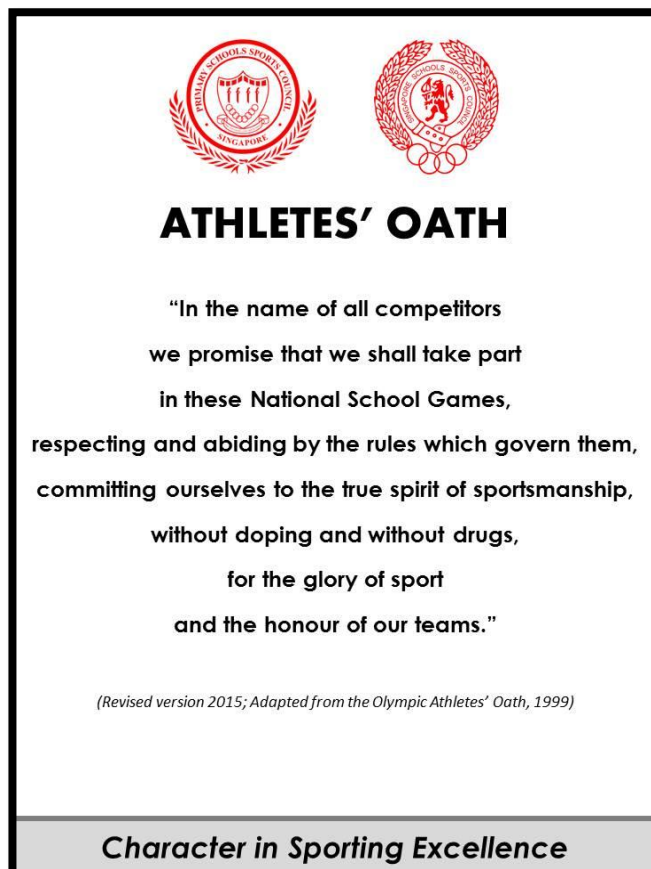 PRIMARY SCHOOLS SPORTS COUNCIL
SINGAPORE
SINGAPORE SCHOOLS SPORTS COUNCIL
ATHLETES’ OATH
“In the name of all competitors
we promise that we shall take part
in these National School Games,
respecting and abiding by the rules which govern them,
committing ourselves to the true spirit of sportsmanship,
without doping and without drugs,
for the glory of sport
and the honour of our teams.”
(Revised version 2015; Adapted from the Olympic Athletes’ Oath, 1999)
Character in Sporting Excellence